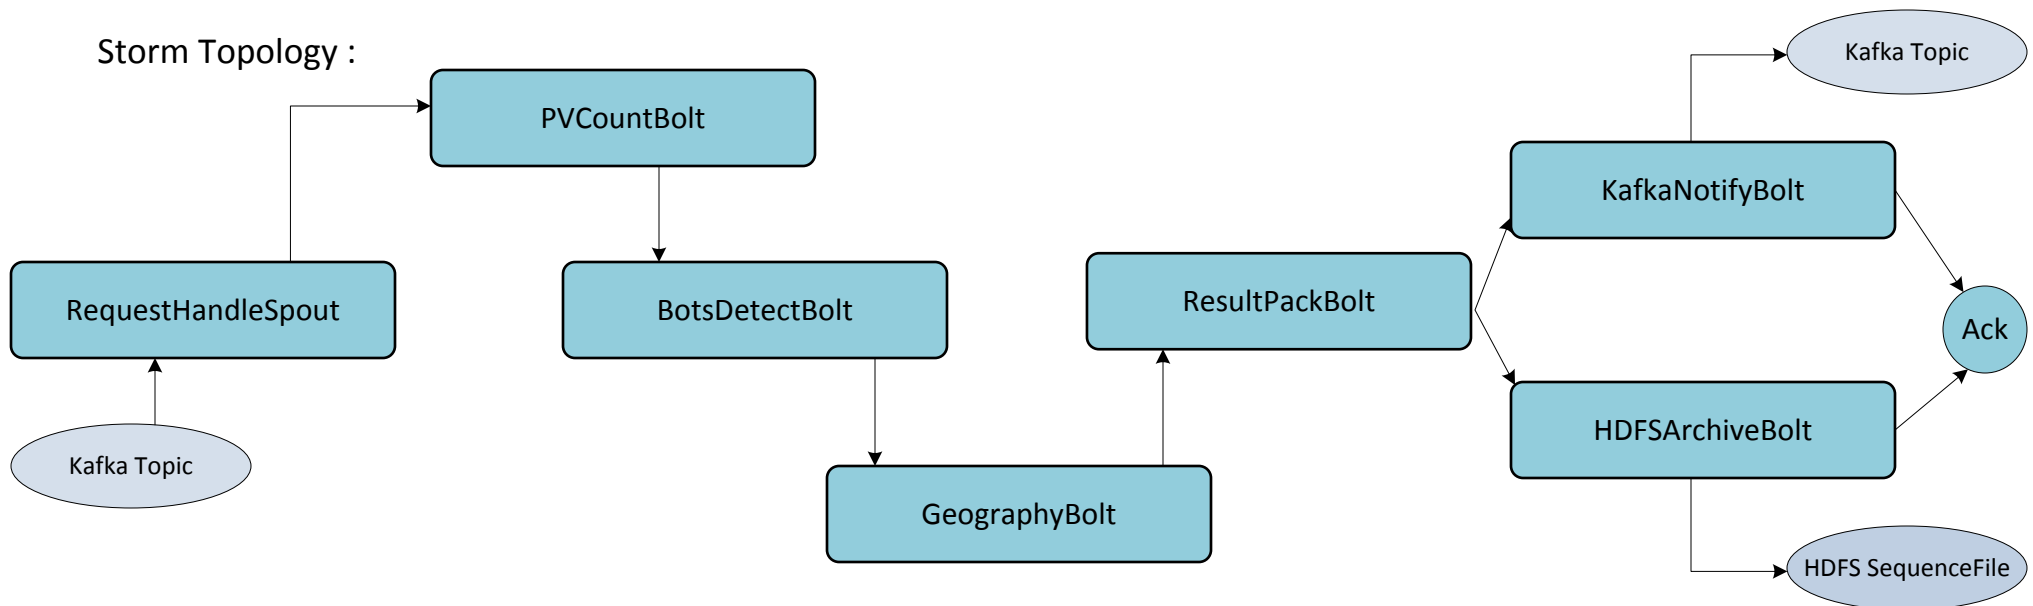 Storm Topology :
Kafka Topic
PVCountBolt
KafkaNotifyBolt
RequestHandleSpout
BotsDetectBolt
ResultPackBolt
Ack
HDFSArchiveBolt
Kafka Topic
GeographyBolt
HDFS SequenceFile